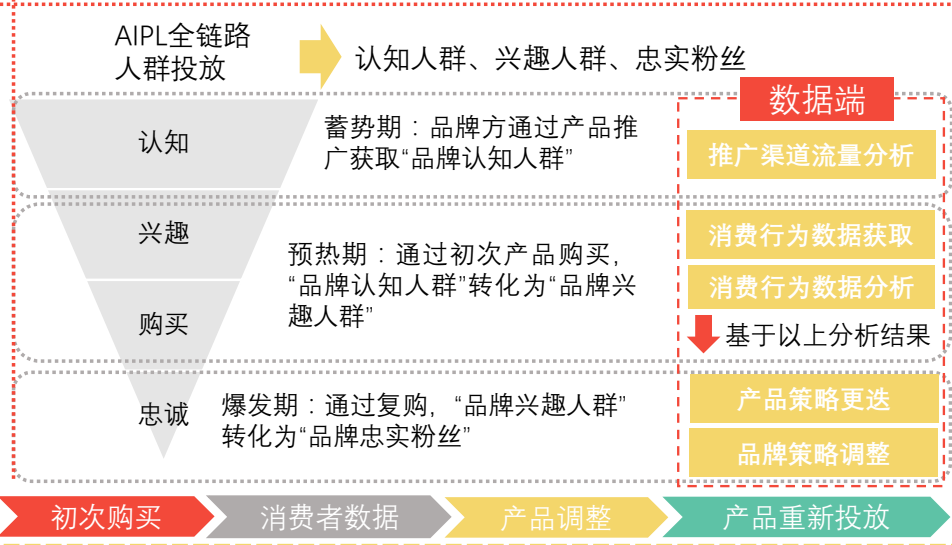 AIPL全链路
人群投放
认知人群、兴趣人群、忠实粉丝
数据端
认知
蓄势期：品牌方通过产品推
广获取“品牌认知人群”
推广渠道流量分析
兴趣
预热期：通过初次产品购买，
“品牌认知人群”转化为“品牌兴
趣人群”
消费行为数据获取
消费行为数据分析
购买
基于以上分析结果
忠诚
爆发期：通过复购，“品牌兴趣人群”
转化为“品牌忠实粉丝”
产品策略更迭
品牌策略调整
初次购买
消费者数据
产品调整
产品重新投放